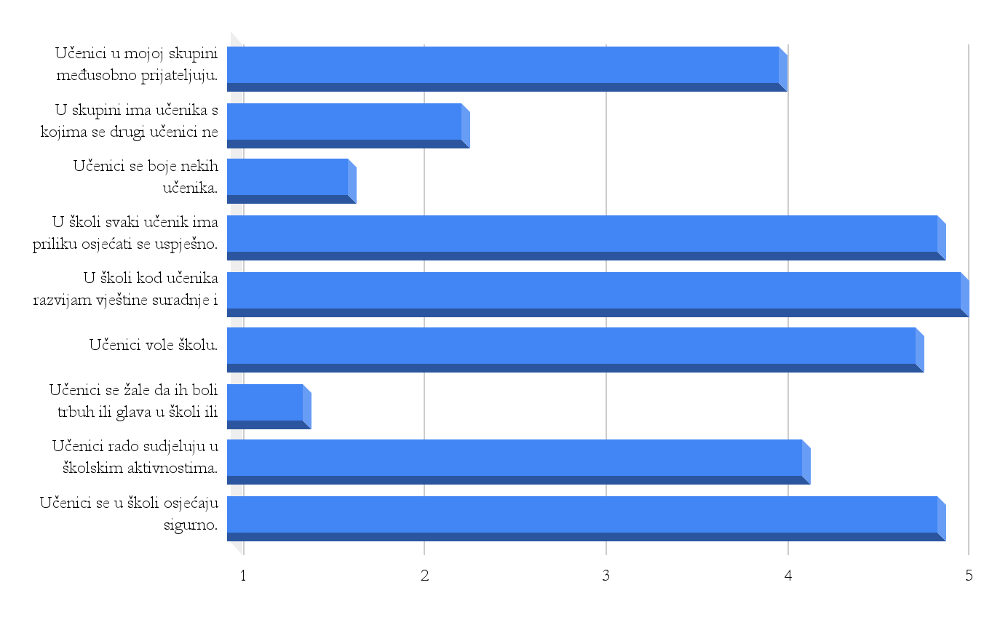 Učenici u mojoj skupini
međusobno prijateljuju.
U skupini ima učenika s
kojima se drugi učenici ne
Učenici se boje nekih
učenika.
U školi svaki učenik ima
priliku osjećati se uspješno.
U školi kod učenika
razvijam vještine suradnje i
Učenici vole školu.
Učenici se žale da ih boli
trbuh ili glava u školi ili
Učenici rado sudjeluju u
školskim aktivnostima.
Učenici se u školi osjećaju
sigurno.
1 2 3 4 5